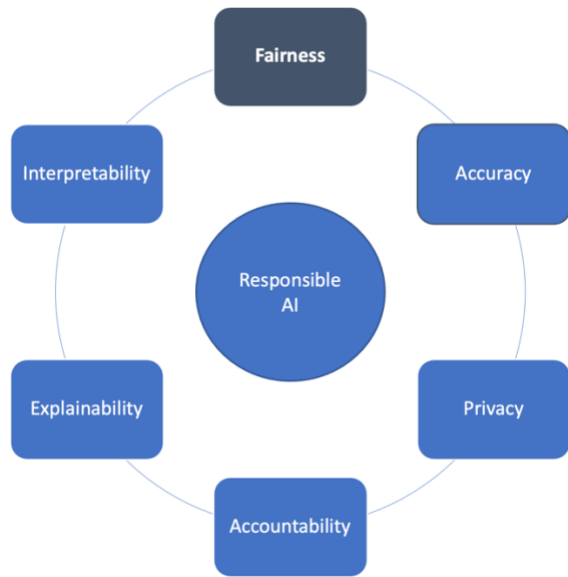 Fairness
Interpretability
Accuracy
Responsible
AI
Explainability
Privacy
Accountability